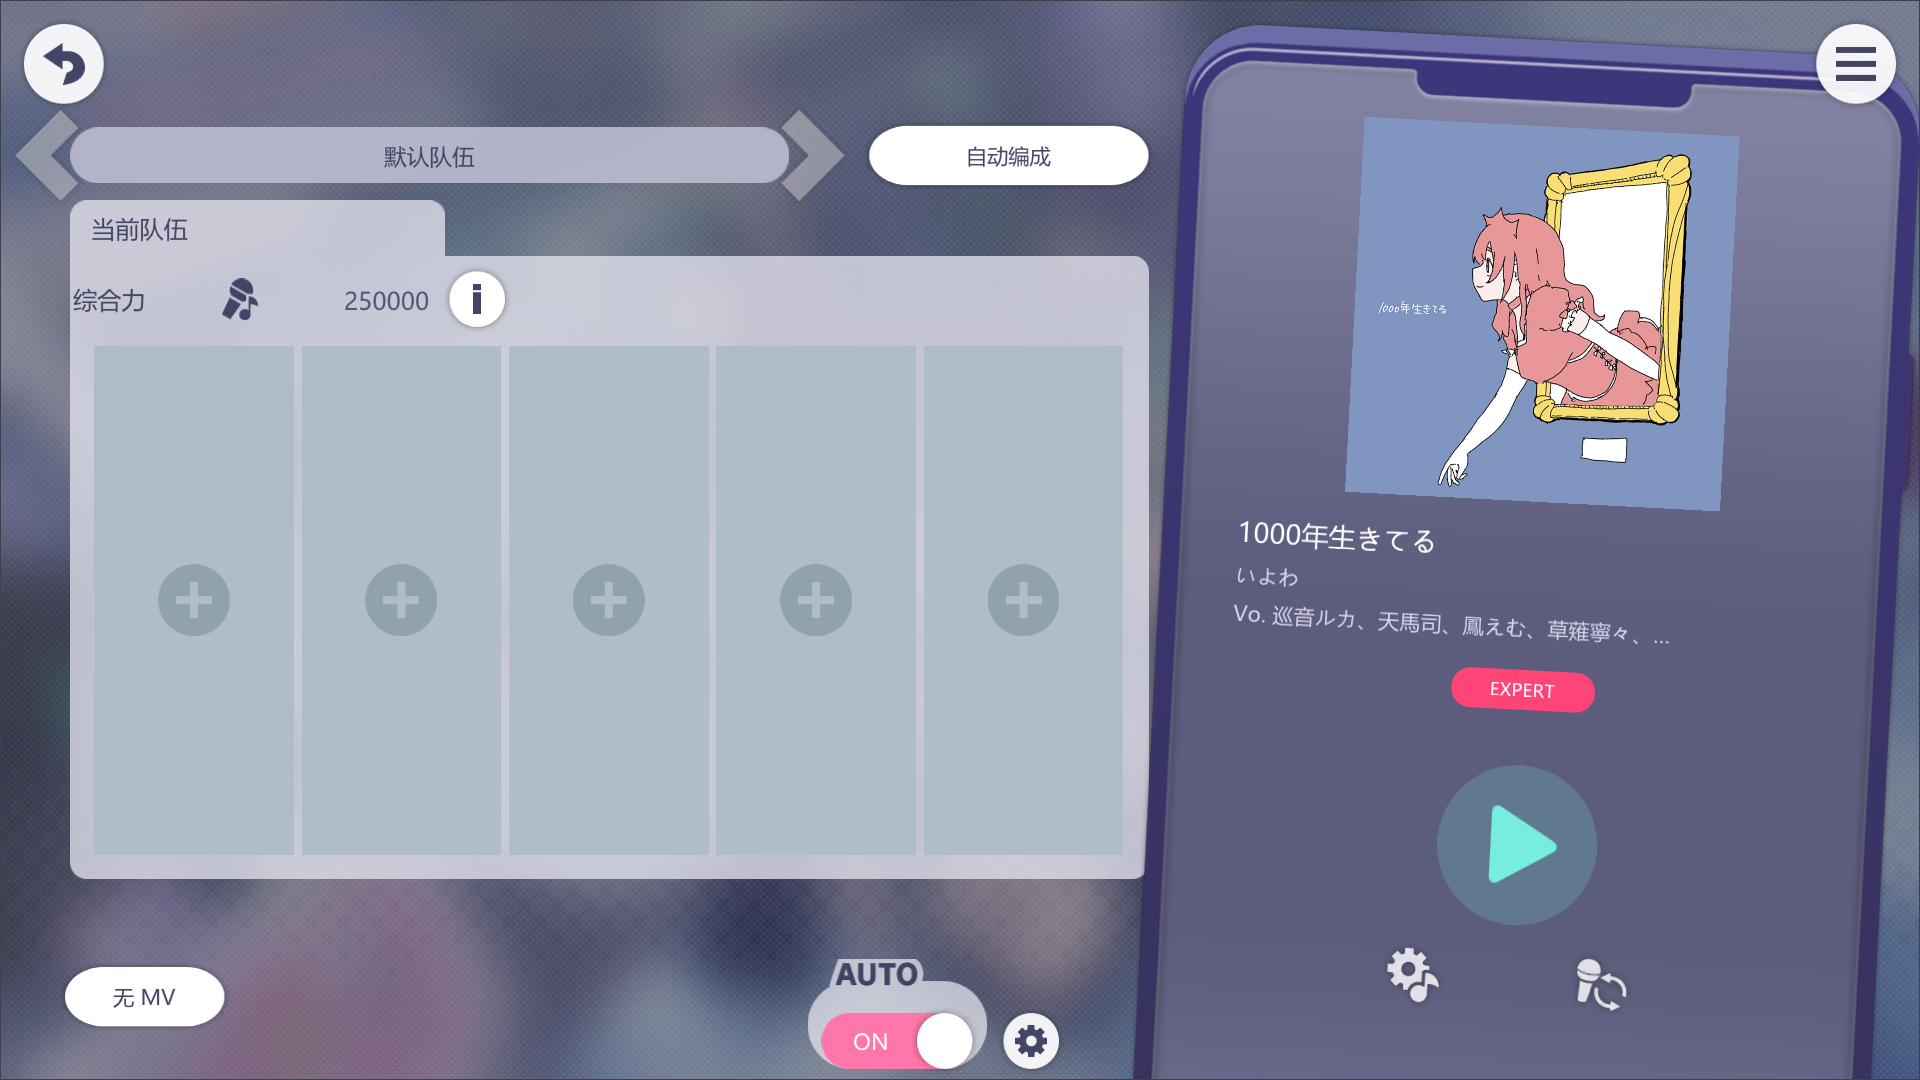 默认队伍
自动编成
当前队伍
综合力
250000
1000年生きてる
1000年生きてる
いよわ
Vo. 巡音ルカ、天馬司、鳳えむ、草薙寧々、...
EXPERT
无 MV
AUTO
ON